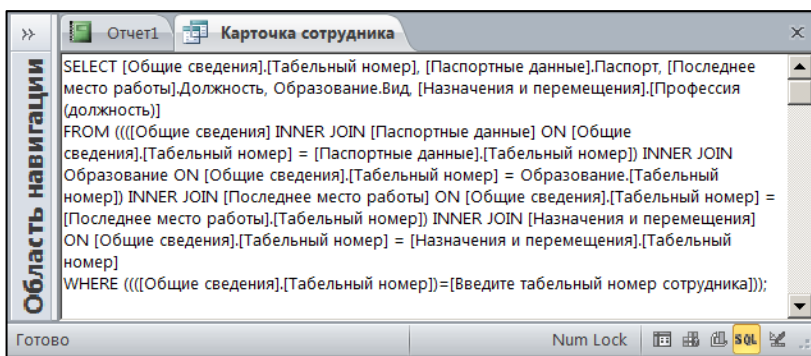 »
Отчет1
Карточка сотрудника
×
Область навигации
SELECT [Общие сведения].[Табельный номер], [Паспортные данные].Паспорт, [Последнее
место работы].Должность, Образование.Вид, [Назначения и перемещения].[Профессия
(должность)]
FROM ((([Общие сведения] INNER JOIN [Паспортные данные] ON [Общие
сведения].[Табельный номер] = [Паспортные данные].[Табельный номер]) INNER JOIN
Образование ON [Общие сведения].[Табельный номер] = Образование.[Табельный
номер]) INNER JOIN [Последнее место работы] ON [Общие сведения].[Табельный номер] =
[Последнее место работы].[Табельный номер]) INNER JOIN [Назначения и перемещения]
ON [Общие сведения].[Табельный номер] = [Назначения и перемещения].[Табельный
номер]
WHERE ((([Общие сведения].[Табельный номер])=[Введите табельный номер сотрудника]));
Готово
Num Lock
SQL